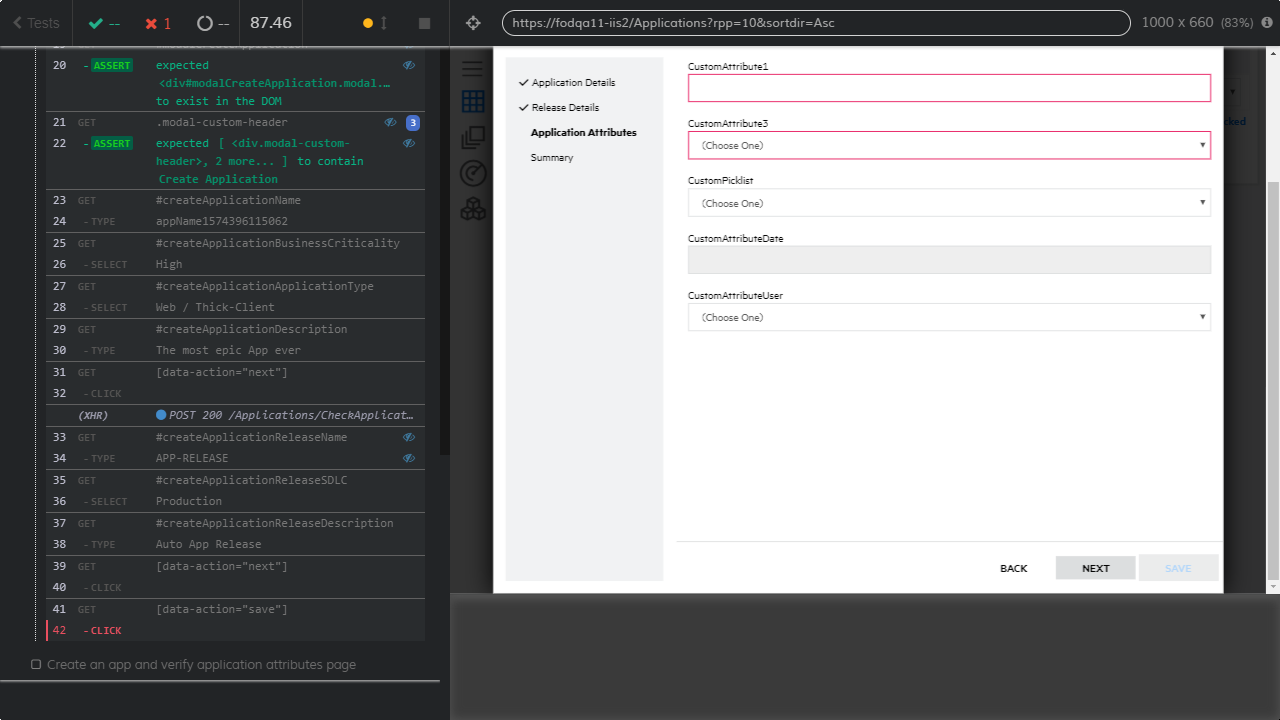 Tests
--
1
--
87.46
https://fodqa11-iis2/Applications?rpp=10&sortdir=Asc
1000 x 660 (83%)
20 - ASSERT expected
<div#modalCreateApplication.modal.…
to exist in the DOM
21 GET .modal-custom-header 3
22 - ASSERT expected [ <div.modal-custom-
header>, 2 more... ] to contain
Create Application
23 GET #createApplicationName
24 - TYPE appName1574396115062
25 GET #createApplicationBusinessCriticality
26 - SELECT High
27 GET #createApplicationApplicationType
28 - SELECT Web / Thick-Client
29 GET #createApplicationDescription
30 - TYPE The most epic App ever
31 GET [data-action="next"]
32 - CLICK
(XHR) POST 200 /Applications/CheckApplicat…
33 GET #createApplicationReleaseName
34 - TYPE APP-RELEASE
35 GET #createApplicationReleaseSDLC
36 - SELECT Production
37 GET #createApplicationReleaseDescription
38 - TYPE Auto App Release
39 GET [data-action="next"]
40 - CLICK
41 GET [data-action="save"]
42 - CLICK
Create an app and verify application attributes page
Application Details
Release Details
Application Attributes
Summary
CustomAttribute1
CustomAttribute3
(Choose One)
CustomPicklist
(Choose One)
CustomAttributeDate
CustomAttributeUser
(Choose One)
BACK
NEXT
SAVE